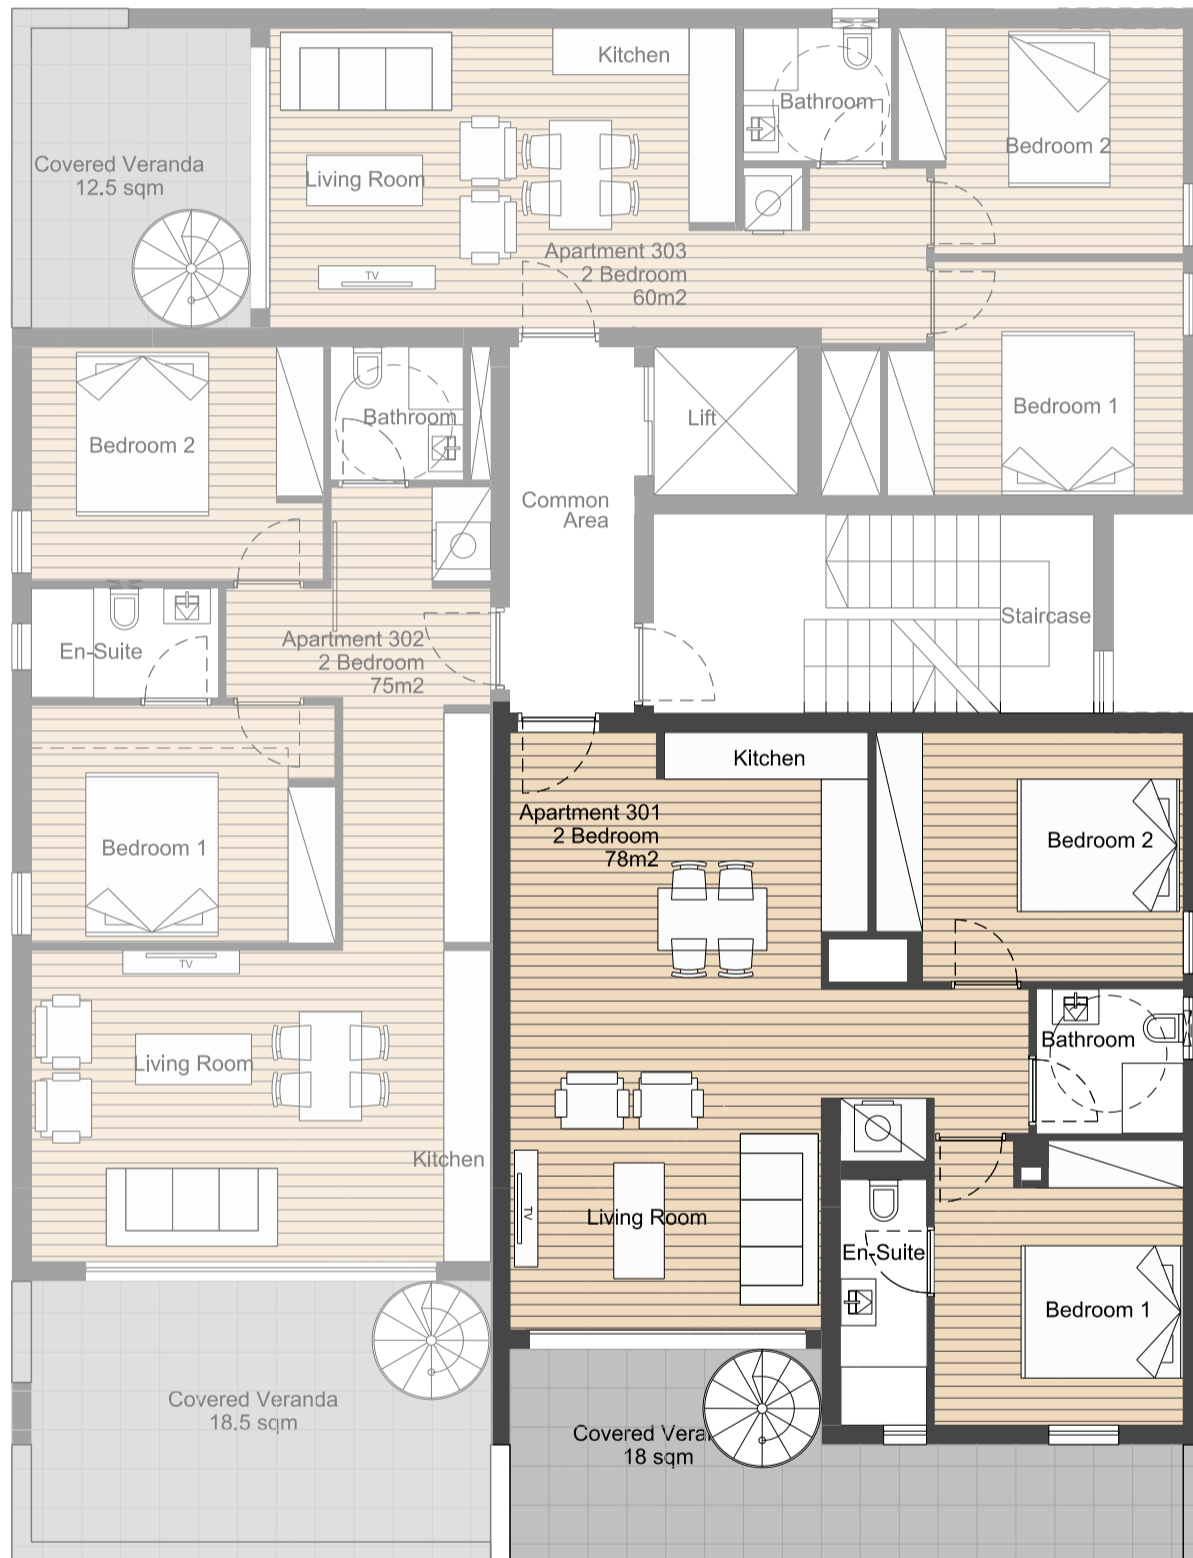 Kitchen
Bathroom
Bedroom 2
Covered Veranda
12.5 sqm
Living Room
Apartment 303
2 Bedroom
60m2
TV
Bedroom 2
Bathroom
Lift
Bedroom 1
Common
Area
Staircase
En-Suite
Apartment 302
2 Bedroom
75m2
Kitchen
Apartment 301
2 Bedroom
78m2
Bedroom 2
Bedroom 1
TV
Living Room
Bathroom
Kitchen
TV
Living Room
En-Suite
Bedroom 1
Covered Veranda
18.5 sqm
Covered Vera
18 sqm